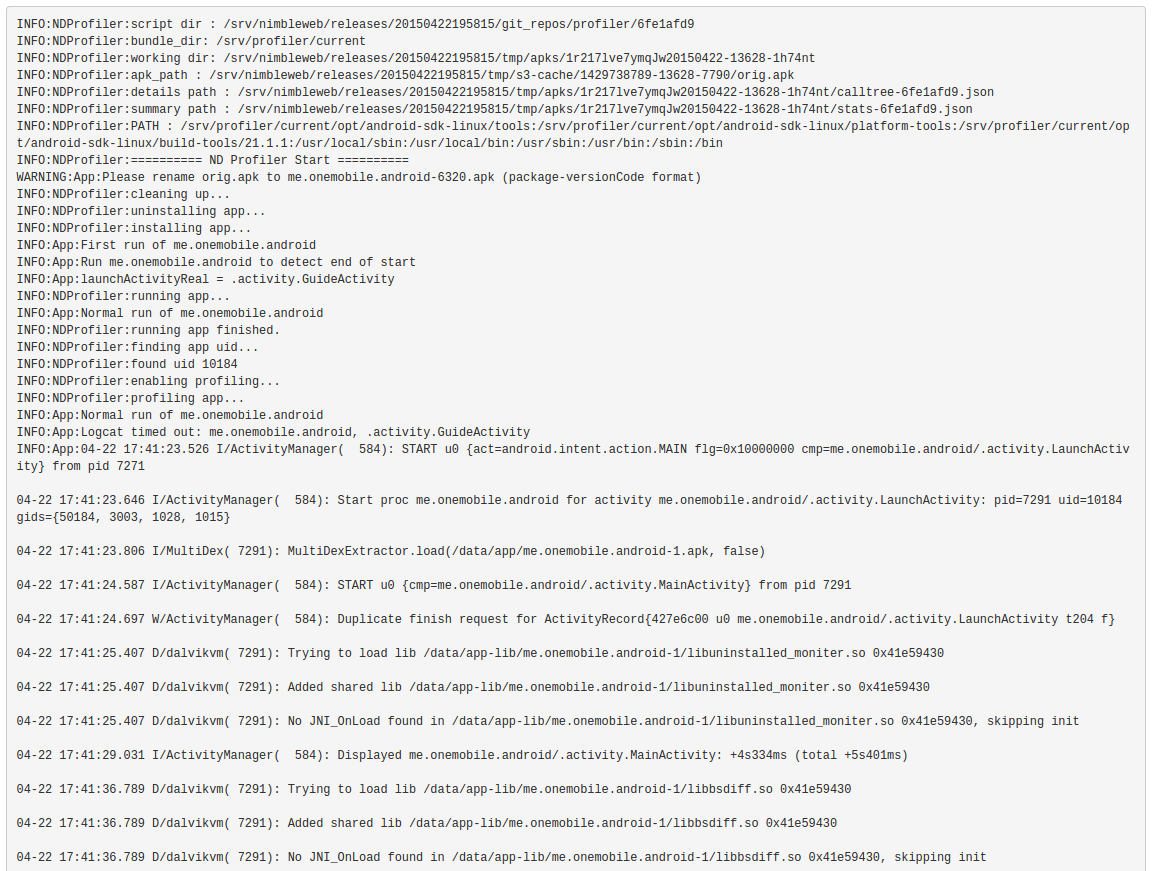 INFO:NDProfiler:script dir : /srv/nimbleweb/releases/20150422195815/git_repos/profiler/6fe1afd9
INFO:NDProfiler:bundle_dir: /srv/profiler/current
INFO:NDProfiler:working dir: /srv/nimbleweb/releases/20150422195815/tmp/apks/1r217lve7ymqJw20150422-13628-1h74nt
INFO:NDProfiler:apk_path : /srv/nimbleweb/releases/20150422195815/tmp/s3-cache/1429738789-13628-7790/orig.apk
INFO:NDProfiler:details path : /srv/nimbleweb/releases/20150422195815/tmp/apks/1r217lve7ymqJw20150422-13628-1h74nt/calltree-6fe1afd9.json
INFO:NDProfiler:summary path : /srv/nimbleweb/releases/20150422195815/tmp/apks/1r217lve7ymqJw20150422-13628-1h74nt/stats-6fe1afd9.json
INFO:NDProfiler:PATH : /srv/profiler/current/opt/android-sdk-linux/tools:/srv/profiler/current/opt/android-sdk-linux/platform-tools:/srv/profiler/current/op
t/android-sdk-linux/build-tools/21.1.1:/usr/local/sbin:/usr/local/bin:/usr/sbin:/usr/bin:/sbin:/bin
INFO:NDProfiler:========== ND Profiler Start ==========
WARNING:App:Please rename orig.apk to me.onemobile.android-6320.apk (package-versionCode format)
INFO:NDProfiler:cleaning up...
INFO:NDProfiler:uninstalling app...
INFO:NDProfiler:installing app...
INFO:App:First run of me.onemobile.android
INFO:App:Run me.onemobile.android to detect end of start
INFO:App:launchActivityReal = .activity.GuideActivity
INFO:NDProfiler:running app...
INFO:App:Normal run of me.onemobile.android
INFO:NDProfiler:running app finished.
INFO:NDProfiler:finding app uid...
INFO:NDProfiler:found uid 10184
INFO:NDProfiler:enabling profiling...
INFO:NDProfiler:profiling app...
INFO:App:Normal run of me.onemobile.android
INFO:App:Logcat timed out: me.onemobile.android, .activity.GuideActivity
INFO:App:04-22 17:41:23.526 I/ActivityManager(  584): START u0 {act=android.intent.action.MAIN flg=0x10000000 cmp=me.onemobile.android/.activity.LaunchActiv
ity} from pid 7271
04-22 17:41:23.646 I/ActivityManager(  584): Start proc me.onemobile.android for activity me.onemobile.android/.activity.LaunchActivity: pid=7291 uid=10184
gids={50184, 3003, 1028, 1015}
04-22 17:41:23.806 I/MultiDex( 7291): MultiDexExtractor.load(/data/app/me.onemobile.android-1.apk, false)
04-22 17:41:24.587 I/ActivityManager(  584): START u0 {cmp=me.onemobile.android/.activity.MainActivity} from pid 7291
04-22 17:41:24.697 W/ActivityManager(  584): Duplicate finish request for ActivityRecord{427e6c00 u0 me.onemobile.android/.activity.LaunchActivity t204 f}
04-22 17:41:25.407 D/dalvikvm( 7291): Trying to load lib /data/app-lib/me.onemobile.android-1/libuninstalled_moniter.so 0x41e59430
04-22 17:41:25.407 D/dalvikvm( 7291): Added shared lib /data/app-lib/me.onemobile.android-1/libuninstalled_moniter.so 0x41e59430
04-22 17:41:25.407 D/dalvikvm( 7291): No JNI_OnLoad found in /data/app-lib/me.onemobile.android-1/libuninstalled_moniter.so 0x41e59430, skipping init
04-22 17:41:29.031 I/ActivityManager(  584): Displayed me.onemobile.android/.activity.MainActivity: +4s334ms (total +5s401ms)
04-22 17:41:36.789 D/dalvikvm( 7291): Trying to load lib /data/app-lib/me.onemobile.android-1/libbsdiff.so 0x41e59430
04-22 17:41:36.789 D/dalvikvm( 7291): Added shared lib /data/app-lib/me.onemobile.android-1/libbsdiff.so 0x41e59430
04-22 17:41:36.789 D/dalvikvm( 7291): No JNI_OnLoad found in /data/app-lib/me.onemobile.android-1/libbsdiff.so 0x41e59430, skipping init